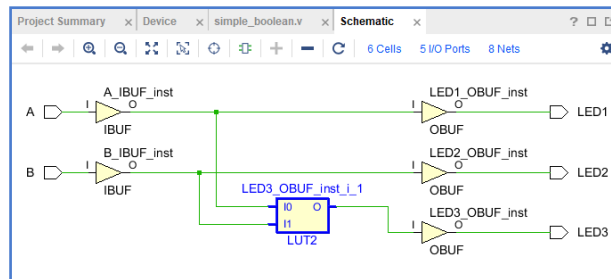 Project Summary × Device × simple_boolean.v × Schematic × ?
6 Cells 5 I/O Ports 8 Nets
A_IBUF_inst LED1_OBUF_inst
A I O I O LED1
IBUF OBUF
B_IBUF_inst LED2_OBUF_inst
B I O I O LED2
IBUF OBUF
LED3_OBUF_inst_i_1
I0 O
I1
LUT2
LED3_OBUF_inst
I O LED3
OBUF